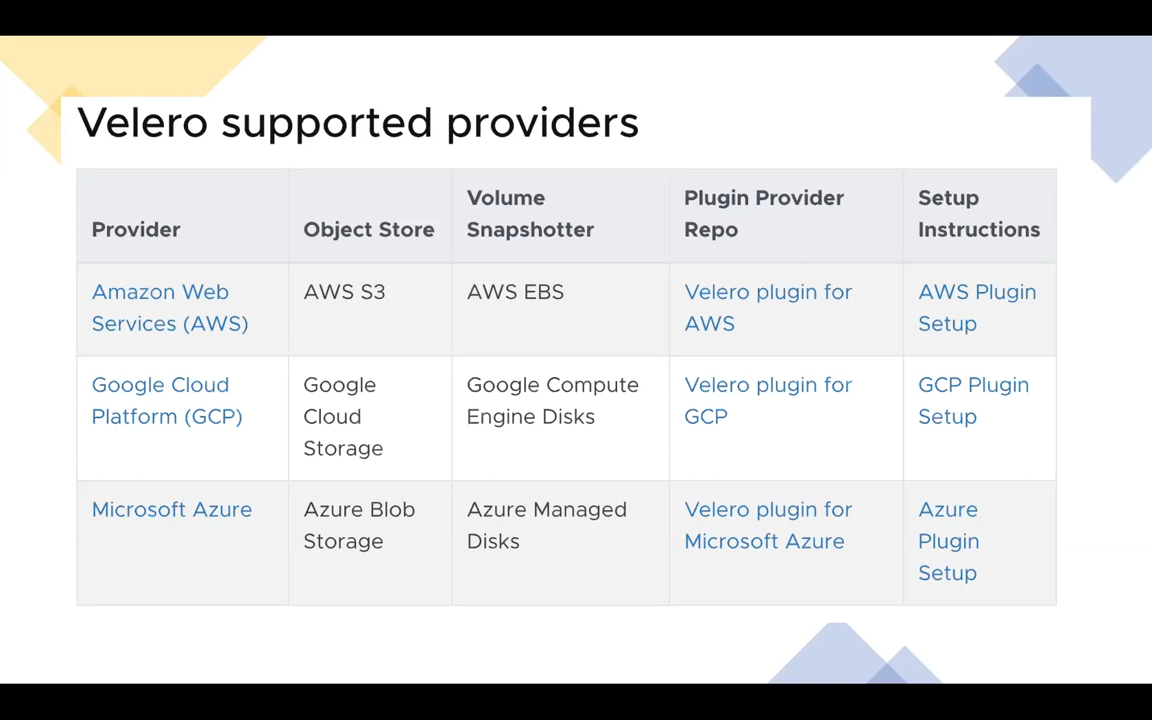 Velero supported providers
Provider
Object Store
Volume
Snapshotter
Plugin Provider
Repo
Setup
Instructions
Amazon Web
Services (AWS)
AWS S3
AWS EBS
Velero plugin for
AWS
AWS Plugin
Setup
Google Cloud
Platform (GCP)
Google
Cloud
Storage
Google Compute
Engine Disks
Velero plugin for
GCP
GCP Plugin
Setup
Microsoft Azure
Azure Blob
Storage
Azure Managed
Disks
Velero plugin for
Microsoft Azure
Azure
Plugin
Setup